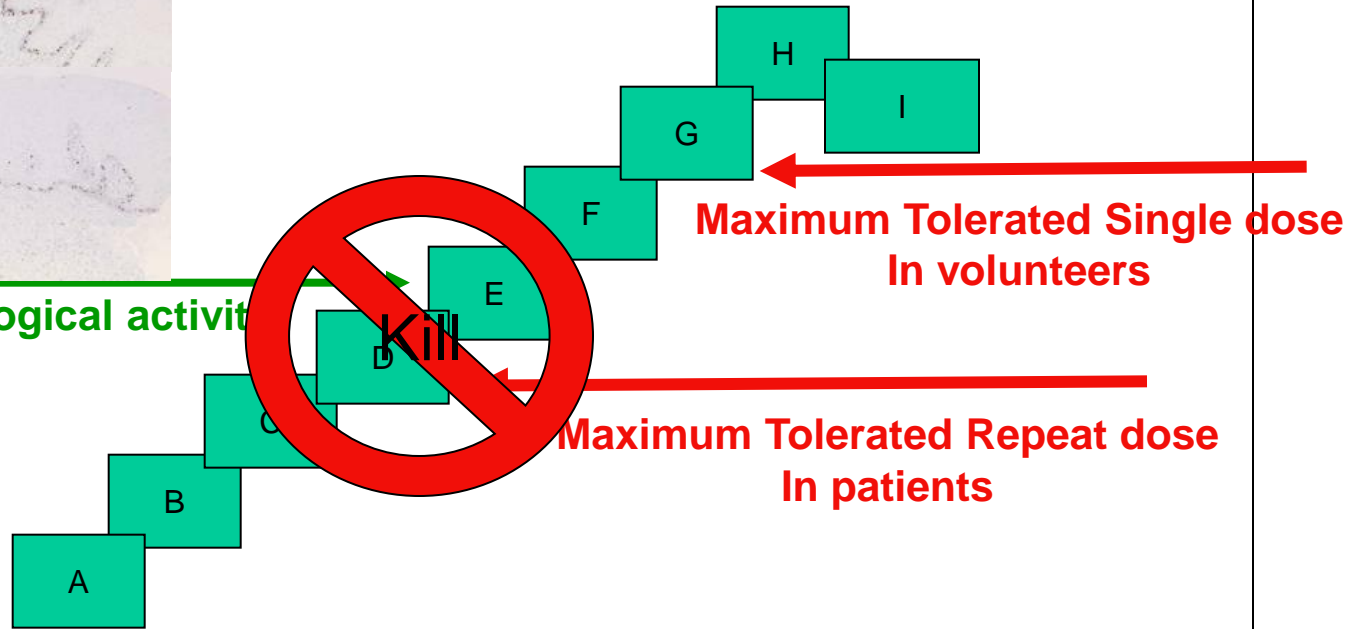 H
I
G
F
Maximum Tolerated Single dose
In volunteers
E
ogical activit
Kill
D
C
Maximum Tolerated Repeat dose
In patients
B
A